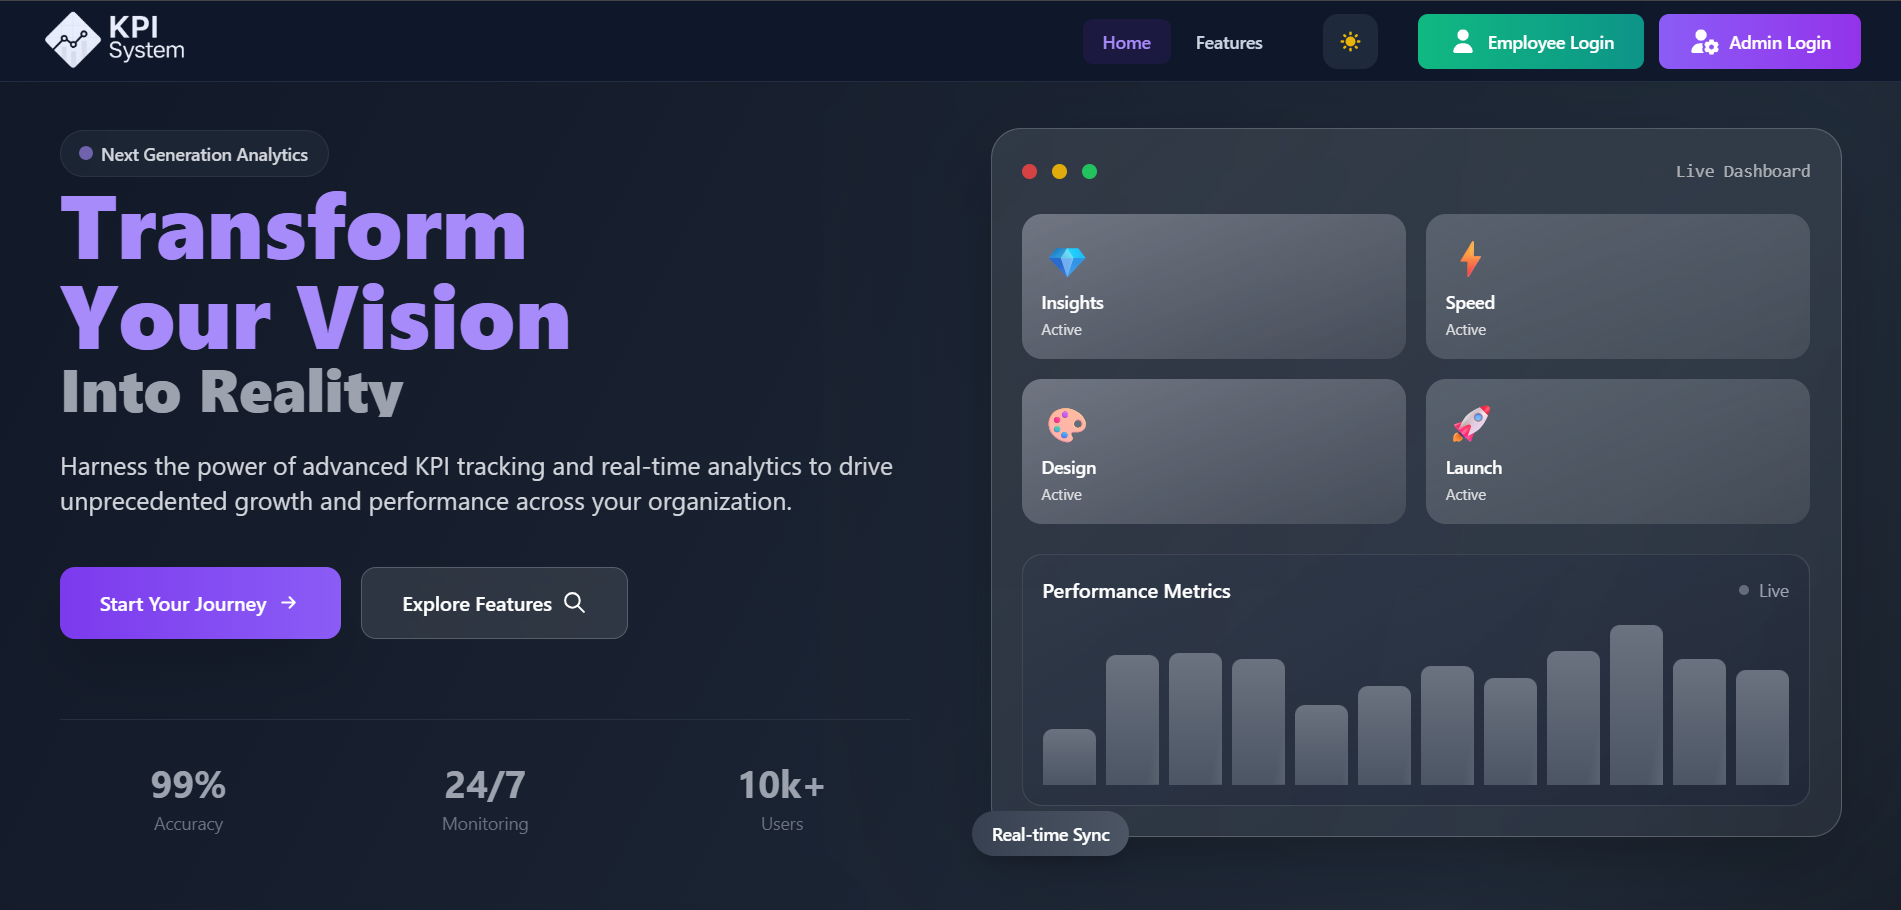 KPI
System
Home
Features
Employee Login
Admin Login
Next Generation Analytics
Transform
Your Vision
Into Reality
Harness the power of advanced KPI tracking and real-time analytics to drive
unprecedented growth and performance across your organization.
Start Your Journey
Explore Features
99%
Accuracy
24/7
Monitoring
10k+
Users
Live Dashboard
Insights
Active
Speed
Active
Design
Active
Launch
Active
Performance Metrics
Live
Real-time Sync